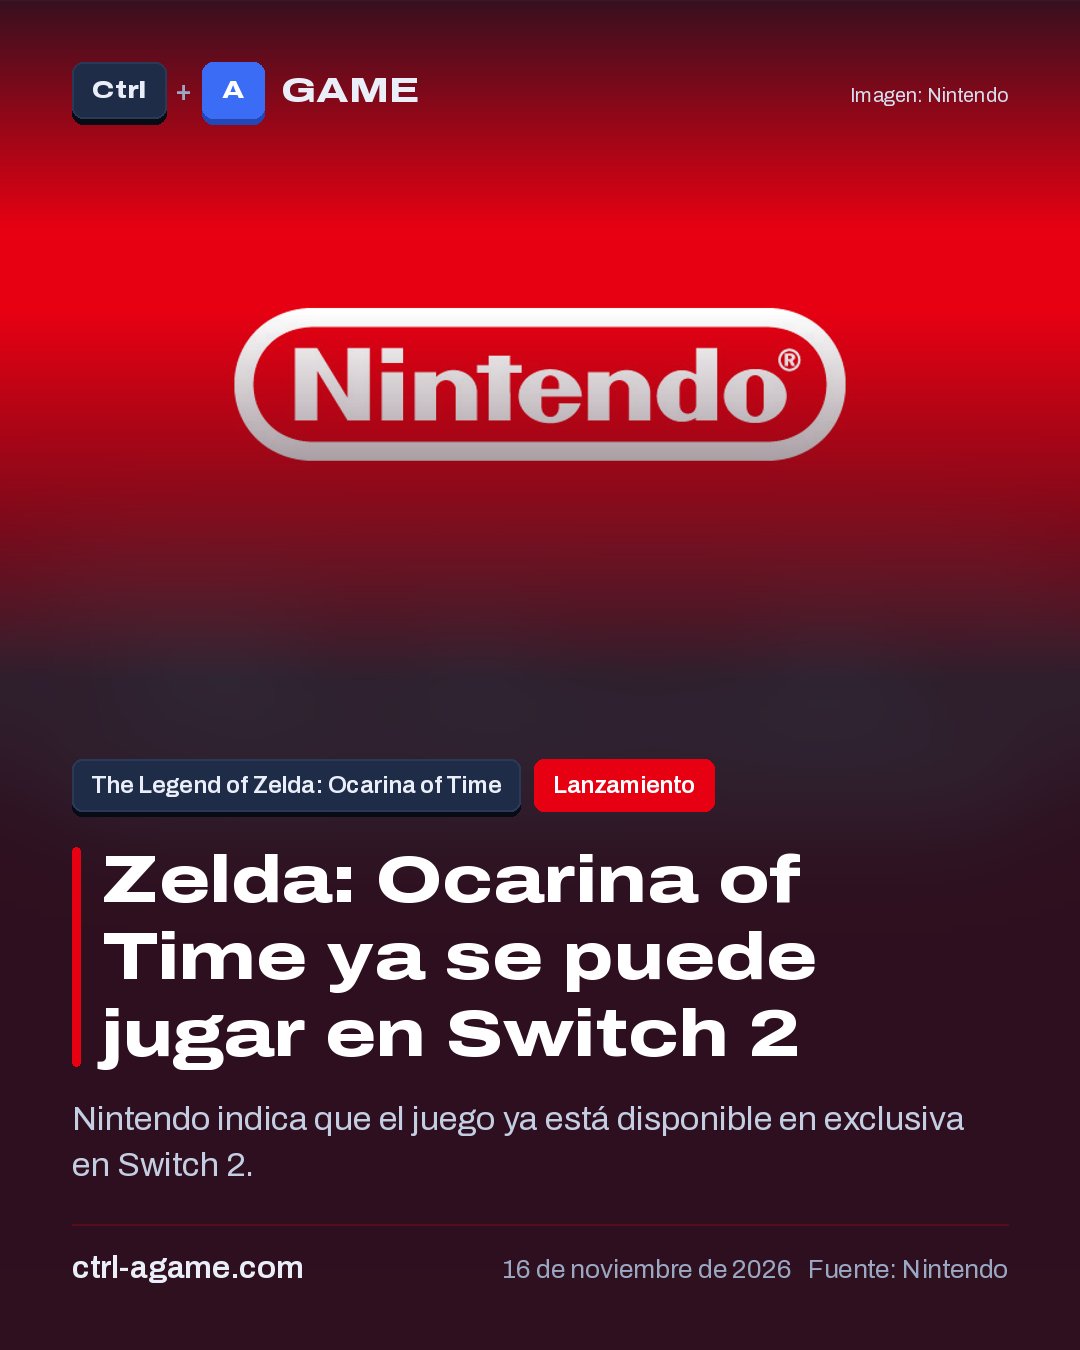 Ctrl + A GAME
Imagen: Nintendo
Nintendo®
The Legend of Zelda: Ocarina of Time
Lanzamiento
Zelda: Ocarina of
Time ya se puede
jugar en Switch 2
Nintendo indica que el juego ya está disponible en exclusiva
en Switch 2.
ctrl-agame.com
16 de noviembre de 2026 Fuente: Nintendo